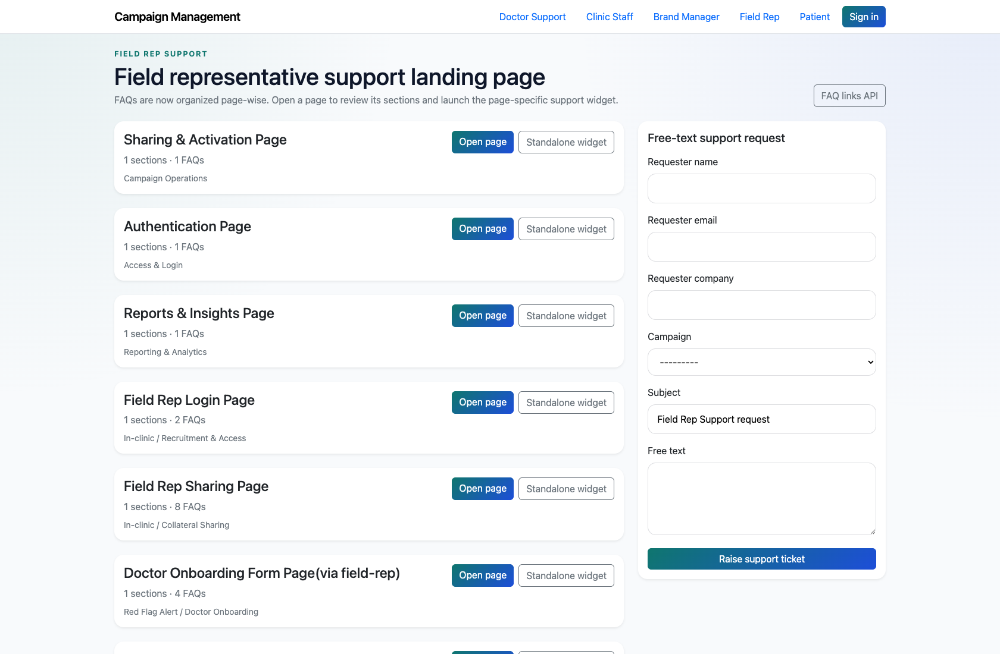 Campaign Management
Doctor Support
Clinic Staff
Brand Manager
Field Rep
Patient
Sign in
FIELD REP SUPPORT
Field representative support landing page
FAQs are now organized page-wise. Open a page to review its sections and launch the page-specific support widget.
FAQ links API
Sharing & Activation Page
Open page
Standalone widget
1 sections · 1 FAQs
Campaign Operations
Authentication Page
Open page
Standalone widget
1 sections · 1 FAQs
Access & Login
Reports & Insights Page
Open page
Standalone widget
1 sections · 1 FAQs
Reporting & Analytics
Field Rep Login Page
Open page
Standalone widget
1 sections · 2 FAQs
In-clinic / Recruitment & Access
Field Rep Sharing Page
Open page
Standalone widget
1 sections · 8 FAQs
In-clinic / Collateral Sharing
Doctor Onboarding Form Page(via field-rep)
Open page
Standalone widget
1 sections · 4 FAQs
Red Flag Alert / Doctor Onboarding
Free-text support request
Requester name
Requester email
Requester company
Campaign
---------
Subject
Field Rep Support request
Free text
Raise support ticket